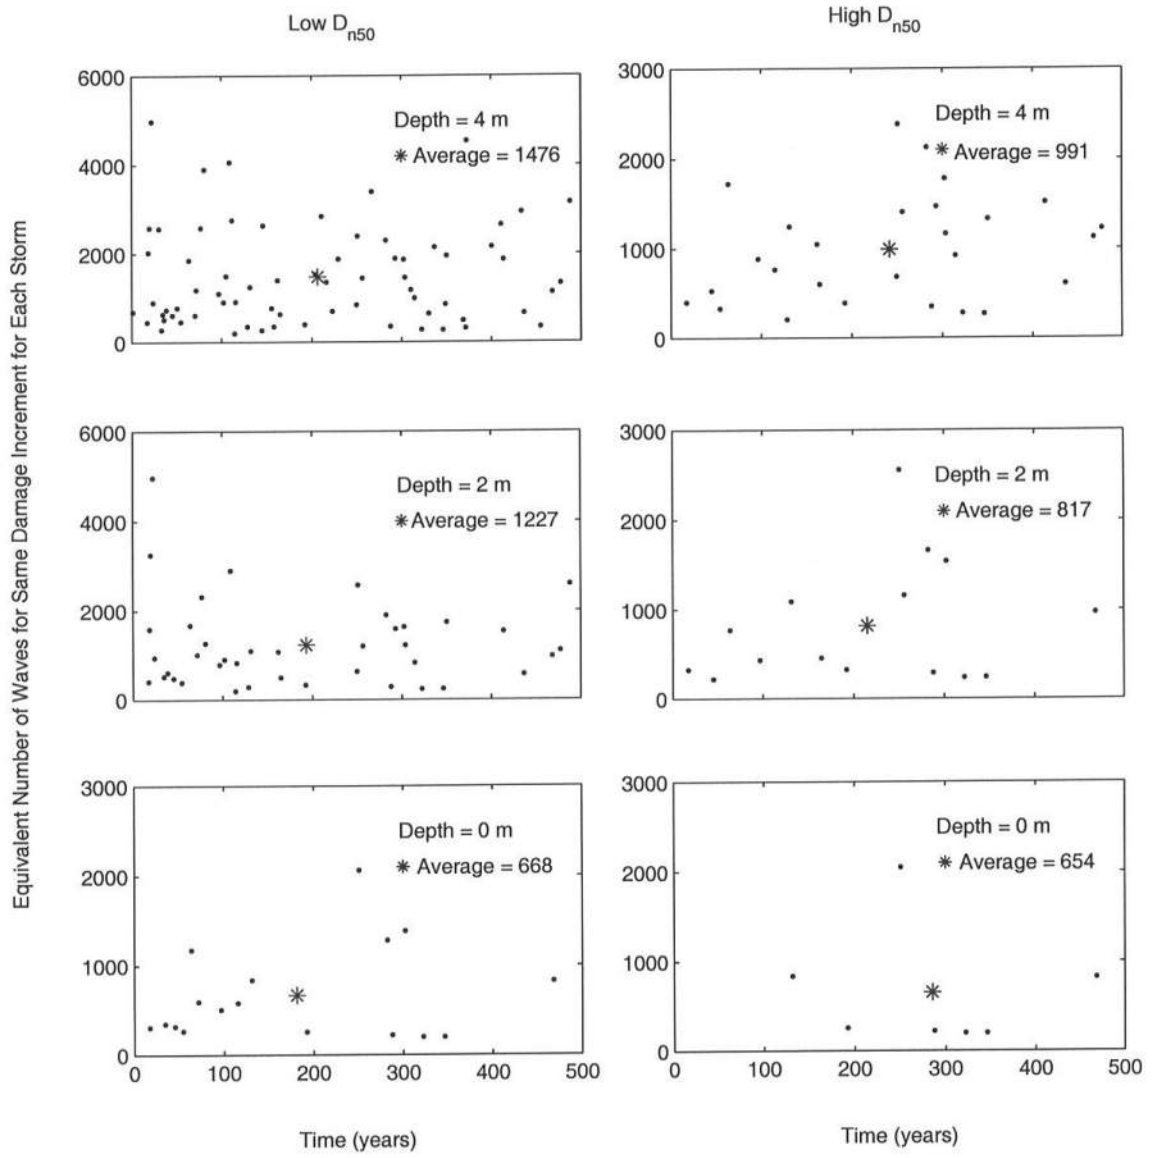 Low Dn50
High Dn50
Equivalent Number of Waves for Same Damage Increment for Each Storm
6000
4000
2000
0
Depth = 4 m
Average = 1476
3000
2000
1000
0
Depth = 4 m
Average = 991
6000
4000
2000
0
Depth = 2 m
Average = 1227
3000
2000
1000
0
Depth = 2 m
Average = 817
3000
2000
1000
0
Depth = 0 m
Average = 668
0 100 200 300 400 500
Time (years)
3000
2000
1000
0
Depth = 0 m
Average = 654
0 100 200 300 400 500
Time (years)